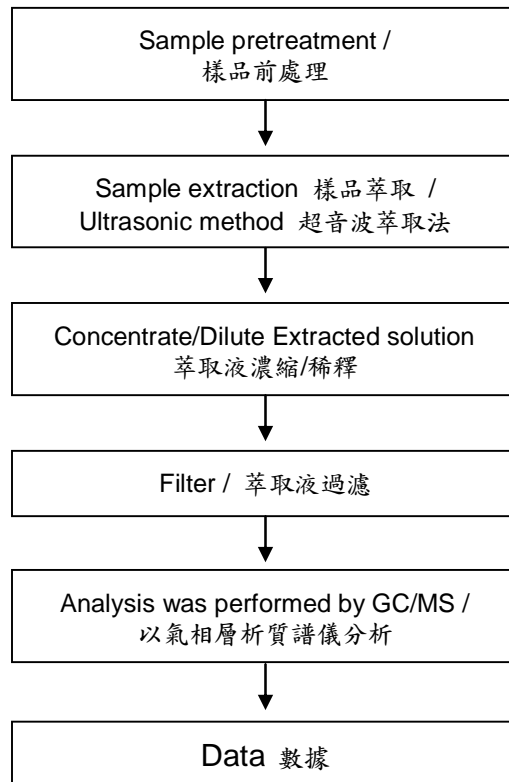 Sample pretreatment /
樣品前處理
Sample extraction 樣品萃取 /
Ultrasonic method 超音波萃取法
Concentrate/Dilute Extracted solution
萃取液濃縮/稀釋
Filter / 萃取液過濾
Analysis was performed by GC/MS /
以氣相層析質譜儀分析
Data 數據